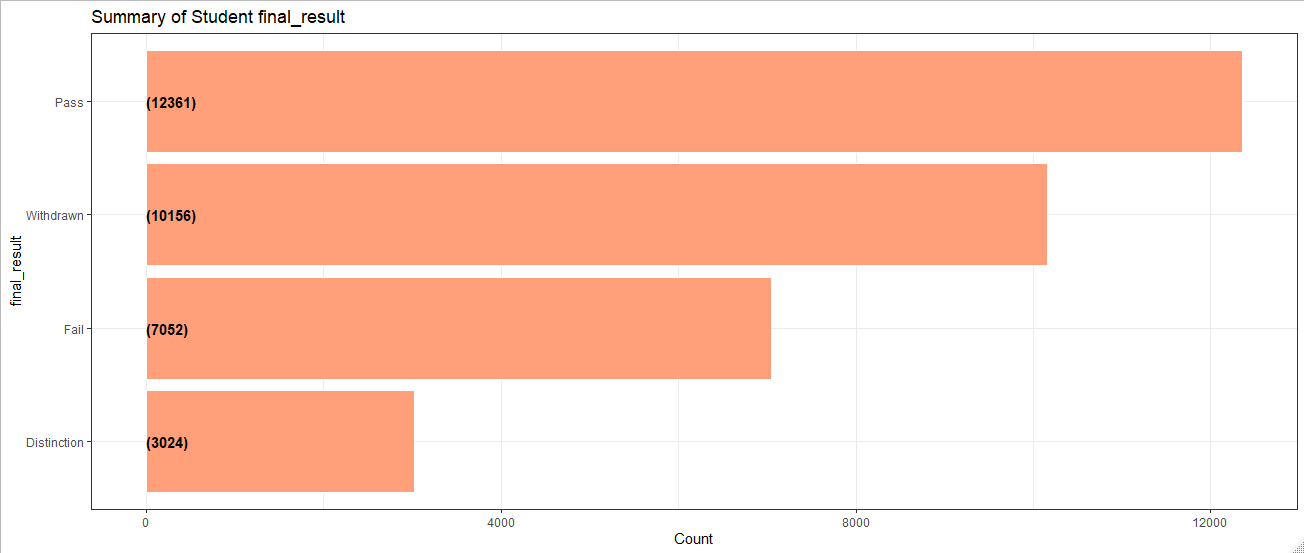 Summary of Student final_result
Pass
(12361)
Withdrawn
(10156)
Fail
(7052)
Distinction
(3024)
final_result
0
4000
8000
12000
Count